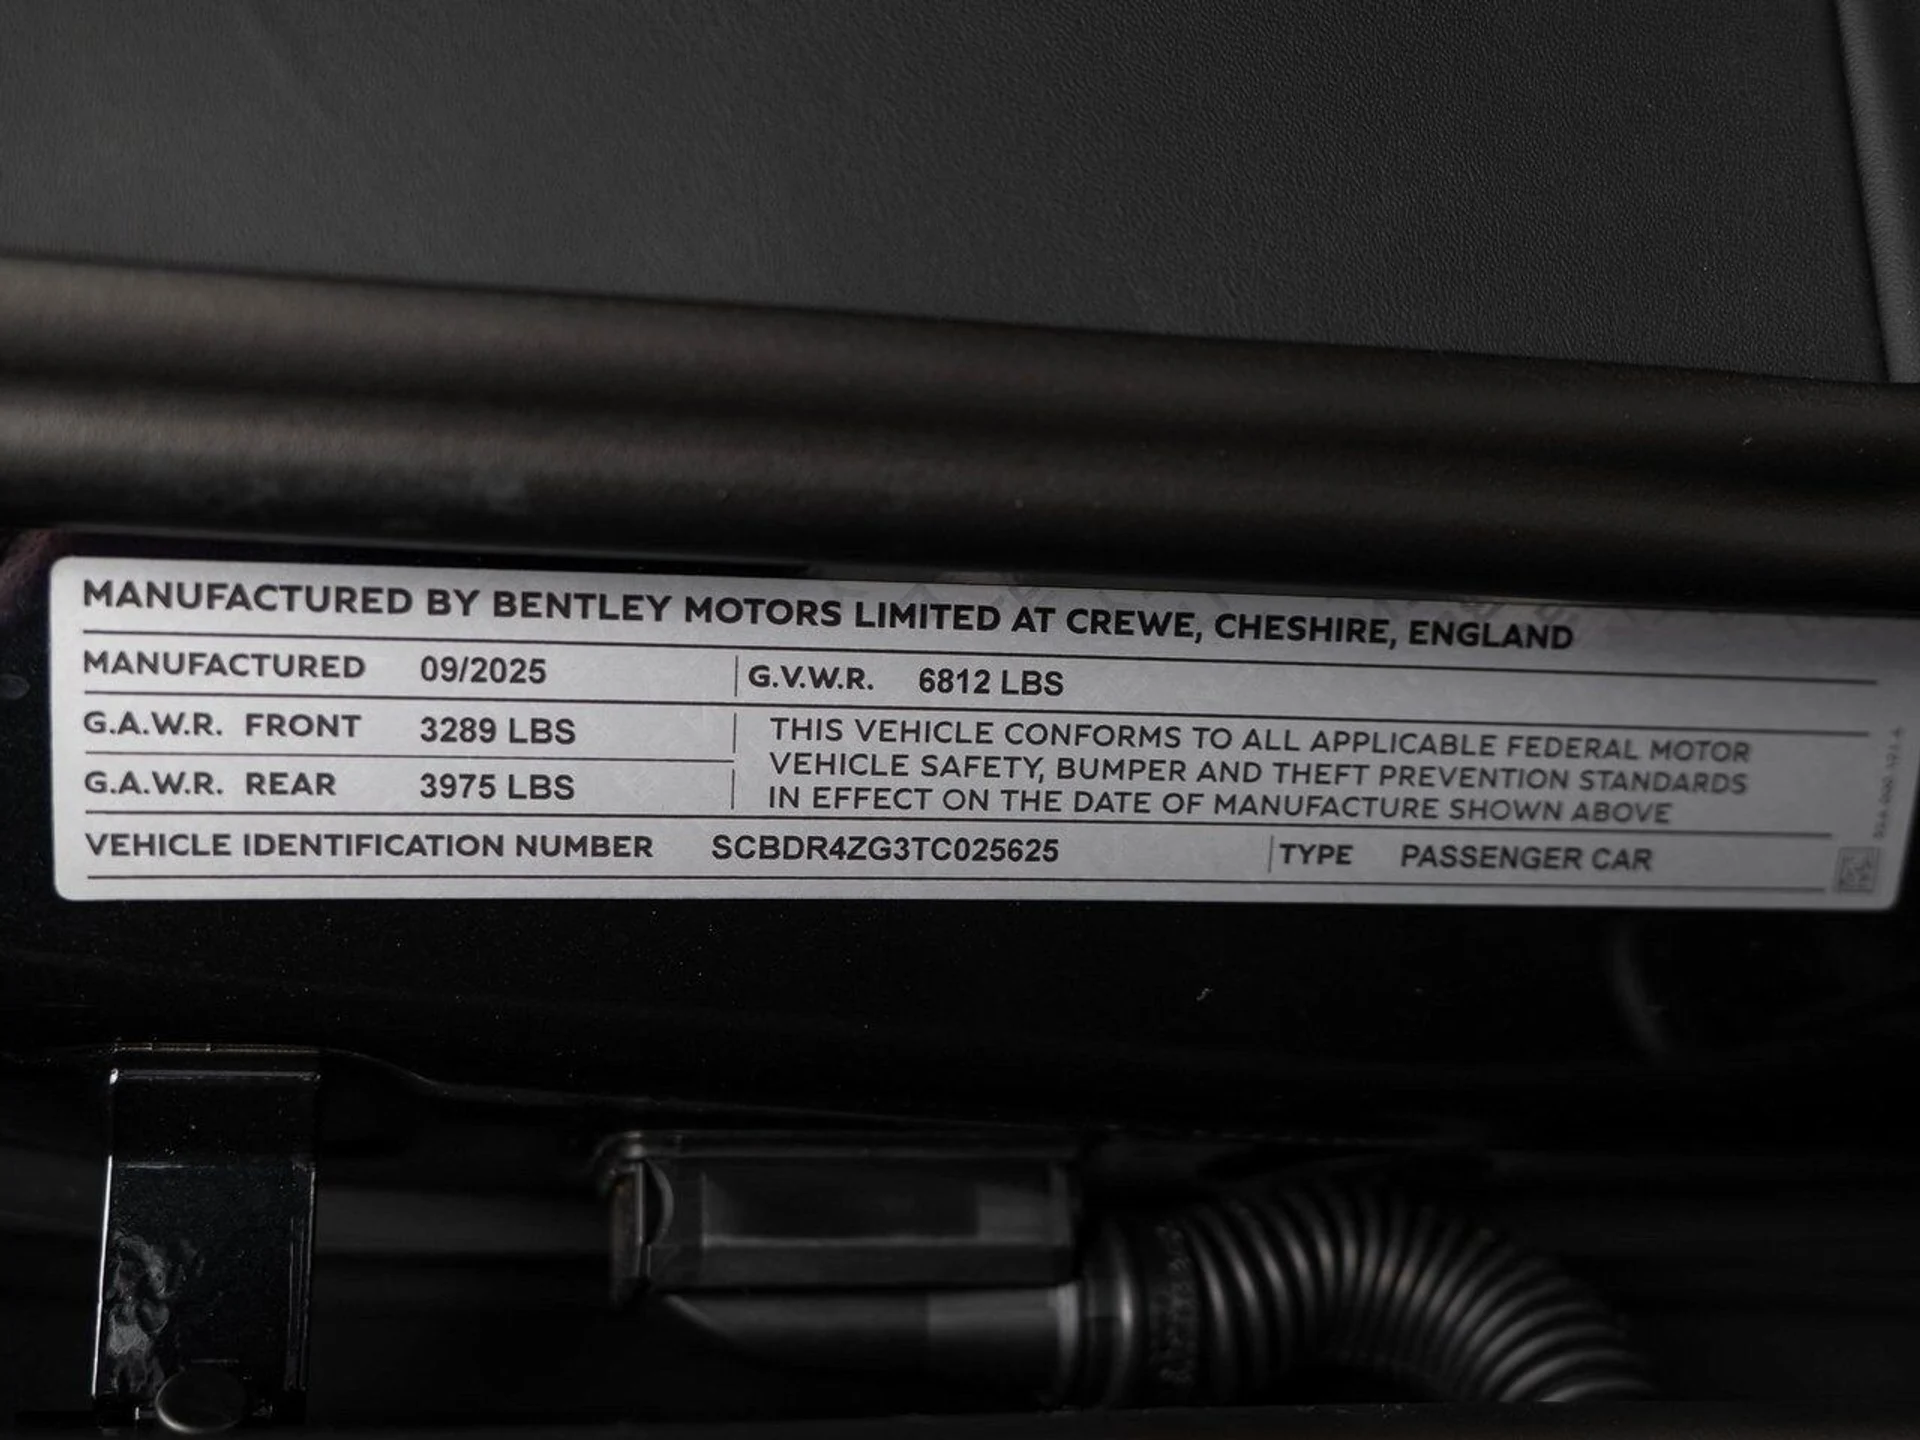 MANUFACTURED BY BENTLEY MOTORS LIMITED AT CREWE, CHESHIRE, ENGLAND
MANUFACTURED 09/2025 G.V.W.R. 6812 LBS
G.A.W.R. FRONT 3289 LBS
G.A.W.R. REAR 3975 LBS
THIS VEHICLE CONFORMS TO ALL APPLICABLE FEDERAL MOTOR
VEHICLE SAFETY, BUMPER AND THEFT PREVENTION STANDARDS
IN EFFECT ON THE DATE OF MANUFACTURE SHOWN ABOVE
VEHICLE IDENTIFICATION NUMBER SCBDR4ZG3TC025625 TYPE PASSENGER CAR